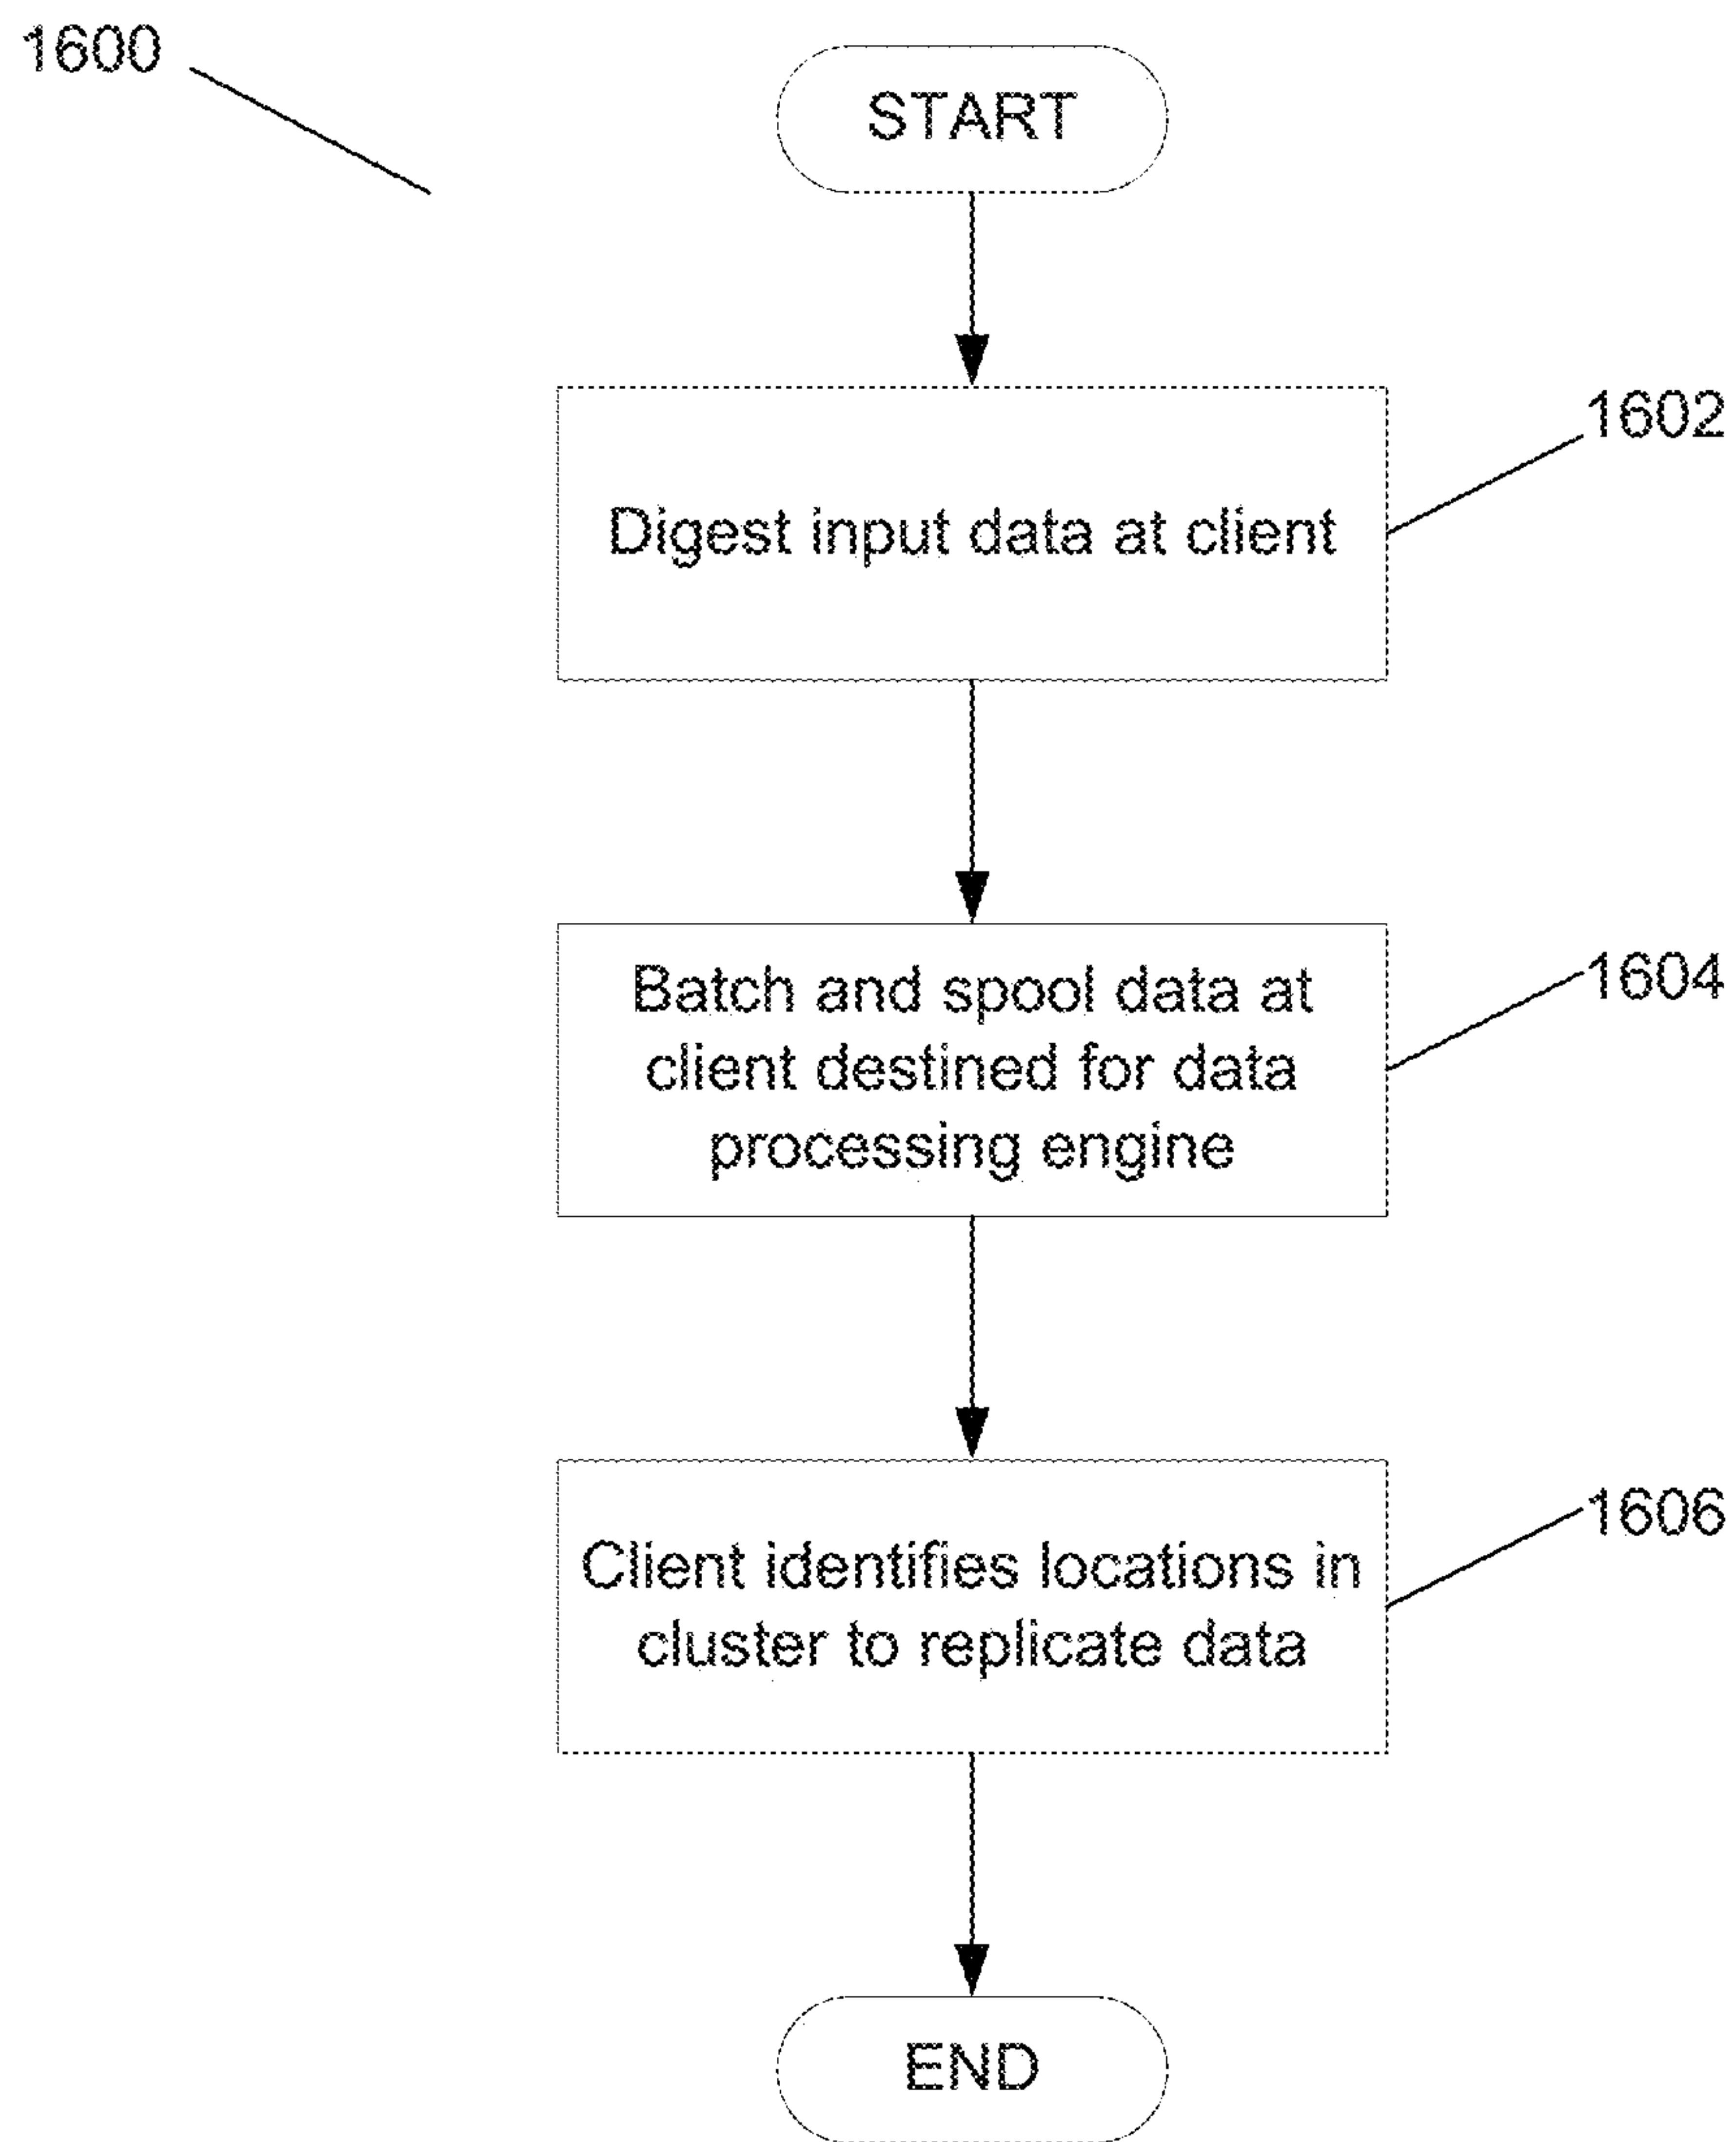 1600
START
1602
Digest input data at client
1604
Batch and spool data at
client destined for data
processing engine
1606
Client identifies locations in
cluster to replicate data
END